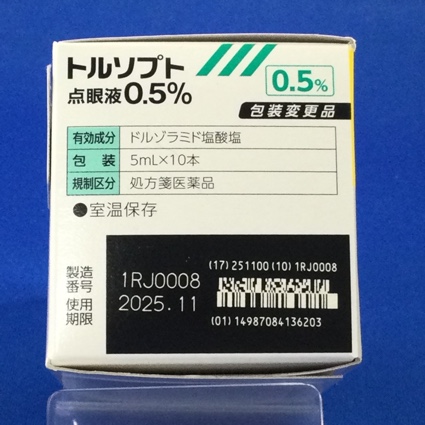 トルソプト
点眼液0.5%
0.5%
包装変更品
有効成分 ドルゾラミド塩酸塩
包装 5mL×10本
規制区分 処方箋医薬品
●室温保存
製造番号 1RJ0008
使用期限 2025.11
(17) 251100 (10) 1RJ0008
(01) 14987084136203